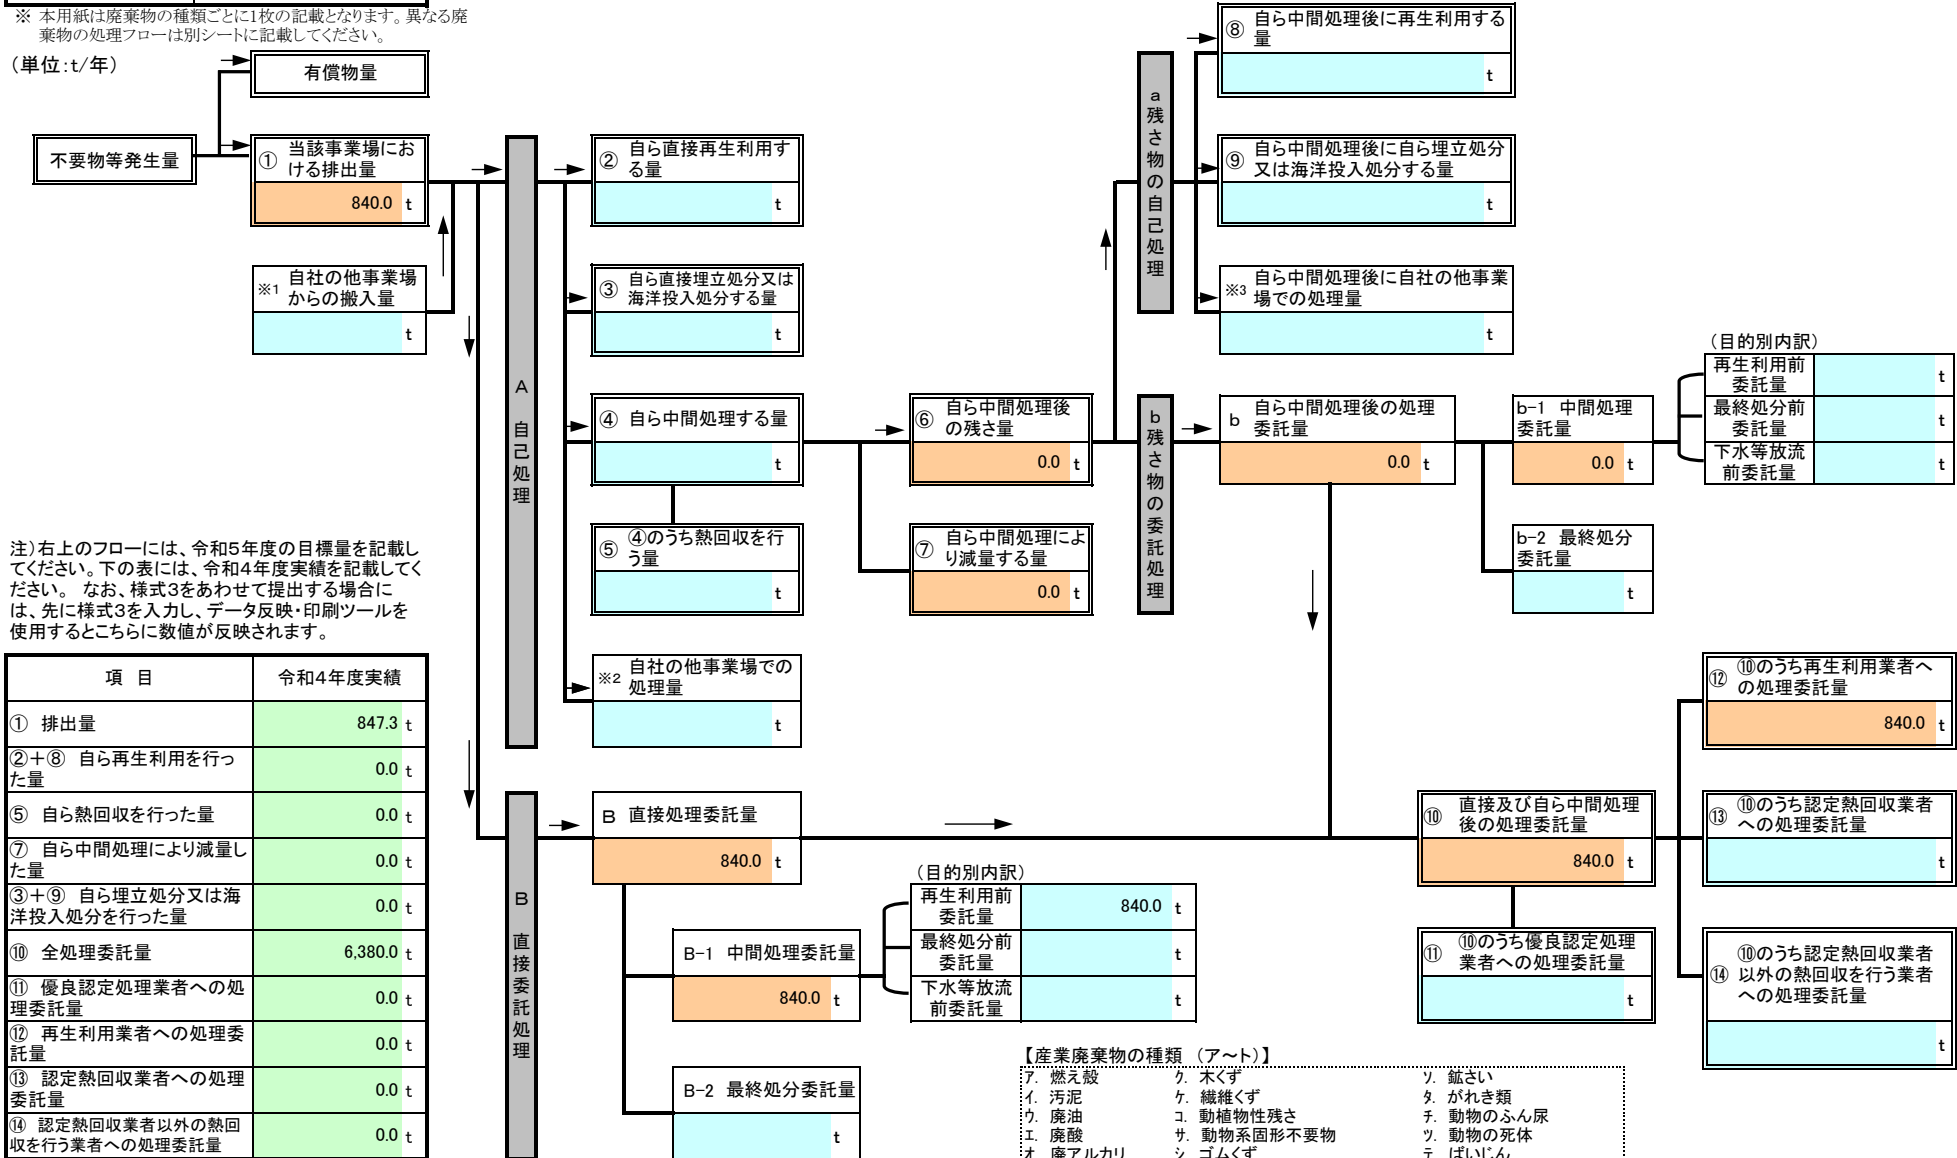 ※ 本用紙は廃棄物の種類ごとに1枚の記載となります。異なる廃
棄物の処理フローは別シートに記載してください。
（単位:t/年）
有償物量
不要物等発生量
① 当該事業場にお
ける排出量
840.0 t
※1 自社の他事業場
からの搬入量
t
A 自己処理
② 自ら直接再生利用す
る量
t
③ 自ら直接埋立処分又は
海洋投入処分する量
t
④ 自ら中間処理する量
t
⑤ ④のうち熱回収を行
う量
t
※2 自社の他事業場での
処理量
t
⑥ 自ら中間処理後
の残さ量
0.0 t
⑦ 自ら中間処理によ
り減量する量
0.0 t
a 残さ物の自己処理
⑧ 自ら中間処理後に再生利用する
量
t
⑨ 自ら中間処理後に自ら埋立処分
又は海洋投入処分する量
t
※3 自ら中間処理後に自社の他事業
場での処理量
t
b 残さ物の委託処理
b 自ら中間処理後の処理
委託量
0.0 t
b-1 中間処理
委託量
0.0 t
b-2 最終処分
委託量
t
（目的別内訳）
再生利用前
委託量
t
最終処分前
委託量
t
下水等放流
前委託量
t
注）右上のフローには、令和5年度の目標量を記載し
てください。下の表には、令和4年度実績を記載してく
ださい。 なお、様式3をあわせて提出する場合に
は、先に様式3を入力し、データ反映・印刷ツールを
使用するとこちらに数値が反映されます。
項 目 令和4年度実績
① 排出量 847.3 t
②＋⑧ 自ら再生利用を行っ
た量 0.0 t
⑤ 自ら熱回収を行った量 0.0 t
⑦ 自ら中間処理により減量し
た量 0.0 t
③＋⑨ 自ら埋立処分又は海
洋投入処分を行った量 0.0 t
⑩ 全処理委託量 6,380.0 t
⑪ 優良認定処理業者への処
理委託量 0.0 t
⑫ 再生利用業者への処理委
託量 0.0 t
⑬ 認定熱回収業者への処理
委託量 0.0 t
⑭ 認定熱回収業者以外の熱回
収を行う業者への処理委託量 0.0 t
B 直接委託処理
B 直接処理委託量
840.0 t
B-1 中間処理委託量
840.0 t
B-2 最終処分委託量
t
（目的別内訳）
再生利用前
委託量
840.0 t
最終処分前
委託量
t
下水等放流
前委託量
t
⑩ 直接及び自ら中間処理
後の処理委託量
840.0 t
⑪ ⑩のうち優良認定処理
業者への処理委託量
t
⑫ ⑩のうち再生利用業者へ
の処理委託量
840.0 t
⑬ ⑩のうち認定熱回収業者
への処理委託量
t
⑭ ⑩のうち認定熱回収業者
以外の熱回収を行う業者
への処理委託量
t
【産業廃棄物の種類 （ア～ト）】
ア. 燃え殻 ク. 木くず ソ. 鉱さい
イ. 汚泥 ケ. 繊維くず タ. がれき類
ウ. 廃油 コ. 動植物性残さ チ. 動物のふん尿
エ. 廃酸 サ. 動物系固形不要物 ツ. 動物の死体
オ. 廃アルカリ シ. ゴムくず テ. ばいじん